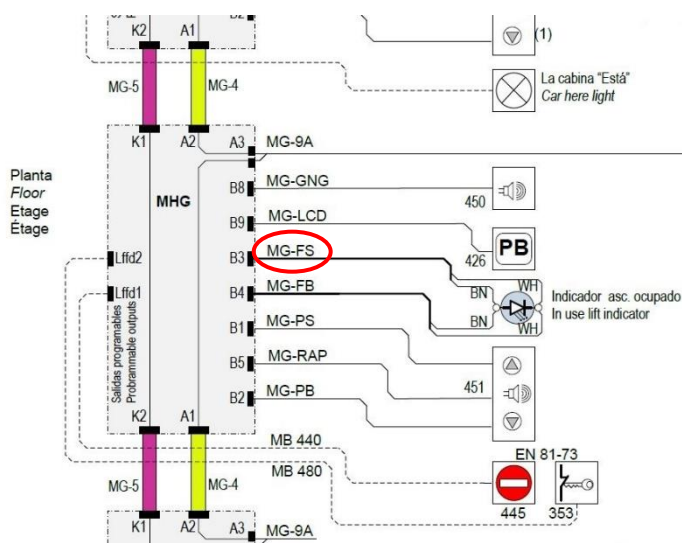 K2
A1
(1)
MG-5
MG-4
La cabina "Está"
Car here light
K1
A2
A3
MG-9A
Planta
Floor
Etage
Étage
MHG
B8
MG-GNG
450
B9
MG-LCD
426
PB
Lffd2
B3
MG-FS
Lffd1
B4
MG-FB
BN
WH
BN
WH
Indicador asc. ocupado
In use lift indicator
B1
MG-PS
B5
MG-RAP
451
B2
MG-PB
Salidas programables
Probrammable outputs
K2
A1
MB 440
MB 480
EN 81-73
MG-5
MG-4
445
353
K1
A2
A3
MG-9A